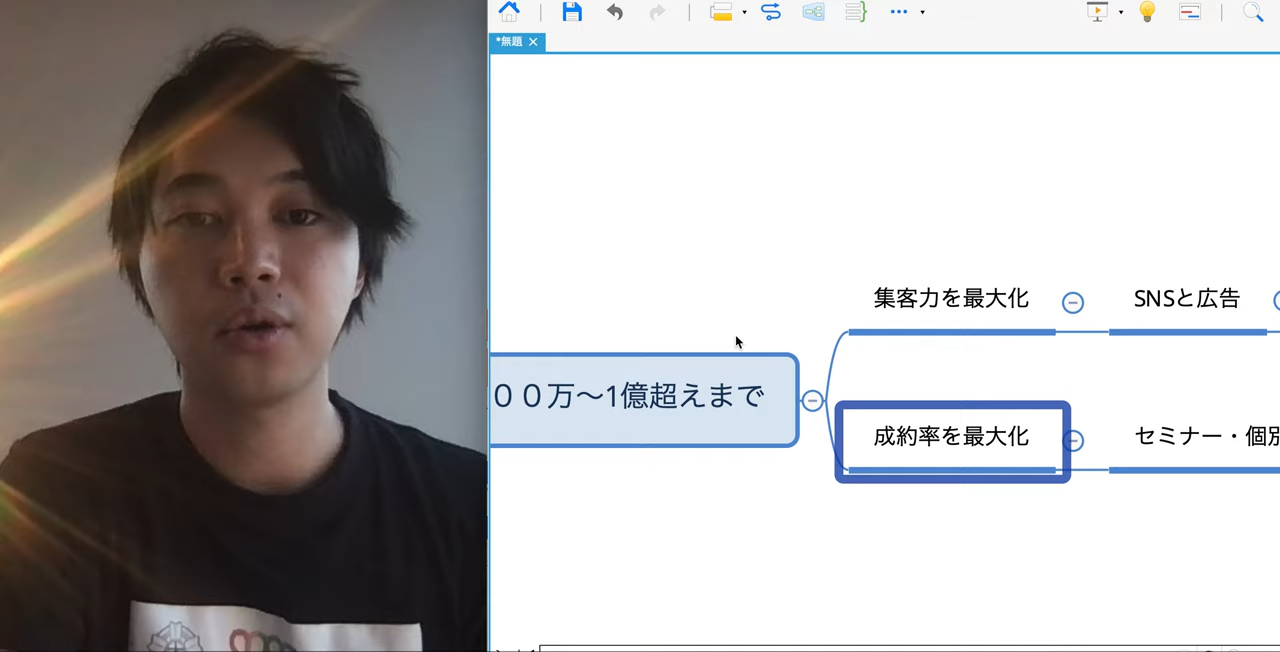 *無題
集客力を最大化
SNSと広告
００万～1億超えまで
成約率を最大化
セミナー・個